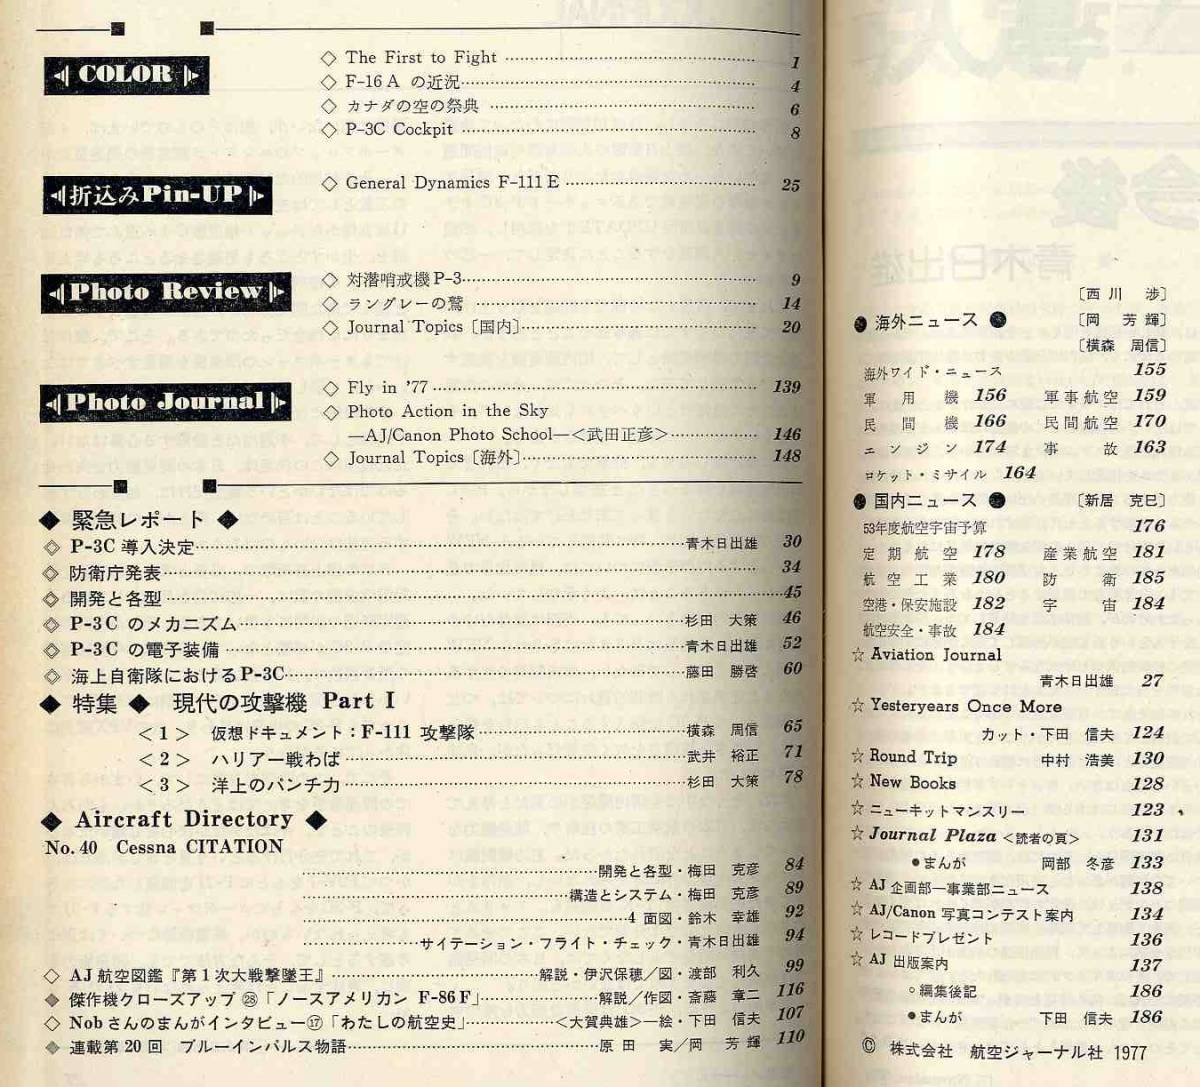 COLOR
◇ The First to Fight 1
◇ F-16A の近況 4
◇ カナダの空の祭典 6
◇ P-3C Cockpit 8
折込みPin-UP
◇ General Dynamics F-111E 25
Photo Review
◇ 対潜哨戒機P-3 9
◇ ラングレーの鷲 14
◇ Journal Topics〔国内〕 20
Photo Journal
◇ Fly in '77 139
◇ Photo Action in the Sky
—AJ/Canon Photo School—<武田正彦> 146
◇ Journal Topics〔海外〕 148
◆ 緊急レポート ◆
◇ P-3C 導入決定 青木日出雄 30
◇ 防衛庁発表 34
◇ 開発と各型 45
◇ P-3C のメカニズム 杉田 大策 46
◇ P-3C の電子装備 青木日出雄 52
◇ 海上自衛隊におけるP-3C 藤田 勝啓 60
◆ 特集 ◆ 現代の攻撃機 Part I
<1> 仮想ドキュメント：F-111 攻撃隊 横森 周信 65
<2> ハリアー戦わば 武井 裕正 71
<3> 洋上のパンチ力 杉田 大策 78
◆ Aircraft Directory ◆
No. 40 Cessna CITATION
開発と各型・梅田 克彦 84
構造とシステム・梅田 克彦 89
4 面図・鈴木 幸雄 92
サイテーション・フライト・チェック・青木日出雄 94
◇ AJ 航空図鑑『第1次大戦撃墜王』 解説・伊沢保穂／図・渡部 利久 99
◆ 傑作機クローズアップ ㉘「ノースアメリカン F-86F」 解説／作図・斎藤 章二 116
◇ Nobさんのまんがインタビュー⑰「わたしの航空史」 <大賀典雄>—絵・下田 信夫 107
◆ 連載第20回 ブルーインパルス物語 原田 実／岡 芳輝 110
〔西川 渉〕
● 海外ニュース ● 〔岡 芳輝〕
〔横森 周信〕
海外ワイド・ニュース 155
軍用機 156 軍事航空 159
民間機 166 民間航空 170
エンジン 174 事故 163
ロケット・ミサイル 164
● 国内ニュース ● 〔新居 克巳〕
53年度航空宇宙予算 176
定期航空 178 産業航空 181
航空工業 180 防衛 185
空港・保安施設 182 宇宙 184
航空安全・事故 184
☆ Aviation Journal
青木日出雄 27
☆ Yesteryears Once More
カット・下田 信夫 124
☆ Round Trip 中村 浩美 130
☆ New Books 128
☆ ニューキットマンスリー 123
☆ Journal Plaza <読者の頁> 131
●まんが 岡部 冬彦 133
☆ AJ 企画部—事業部ニュース 138
☆ AJ/Canon 写真コンテスト案内 134
☆ レコードプレゼント 136
☆ AJ 出版案内 137
○編集後記 186
●まんが 下田 信夫 186
© 株式会社 航空ジャーナル社 1977